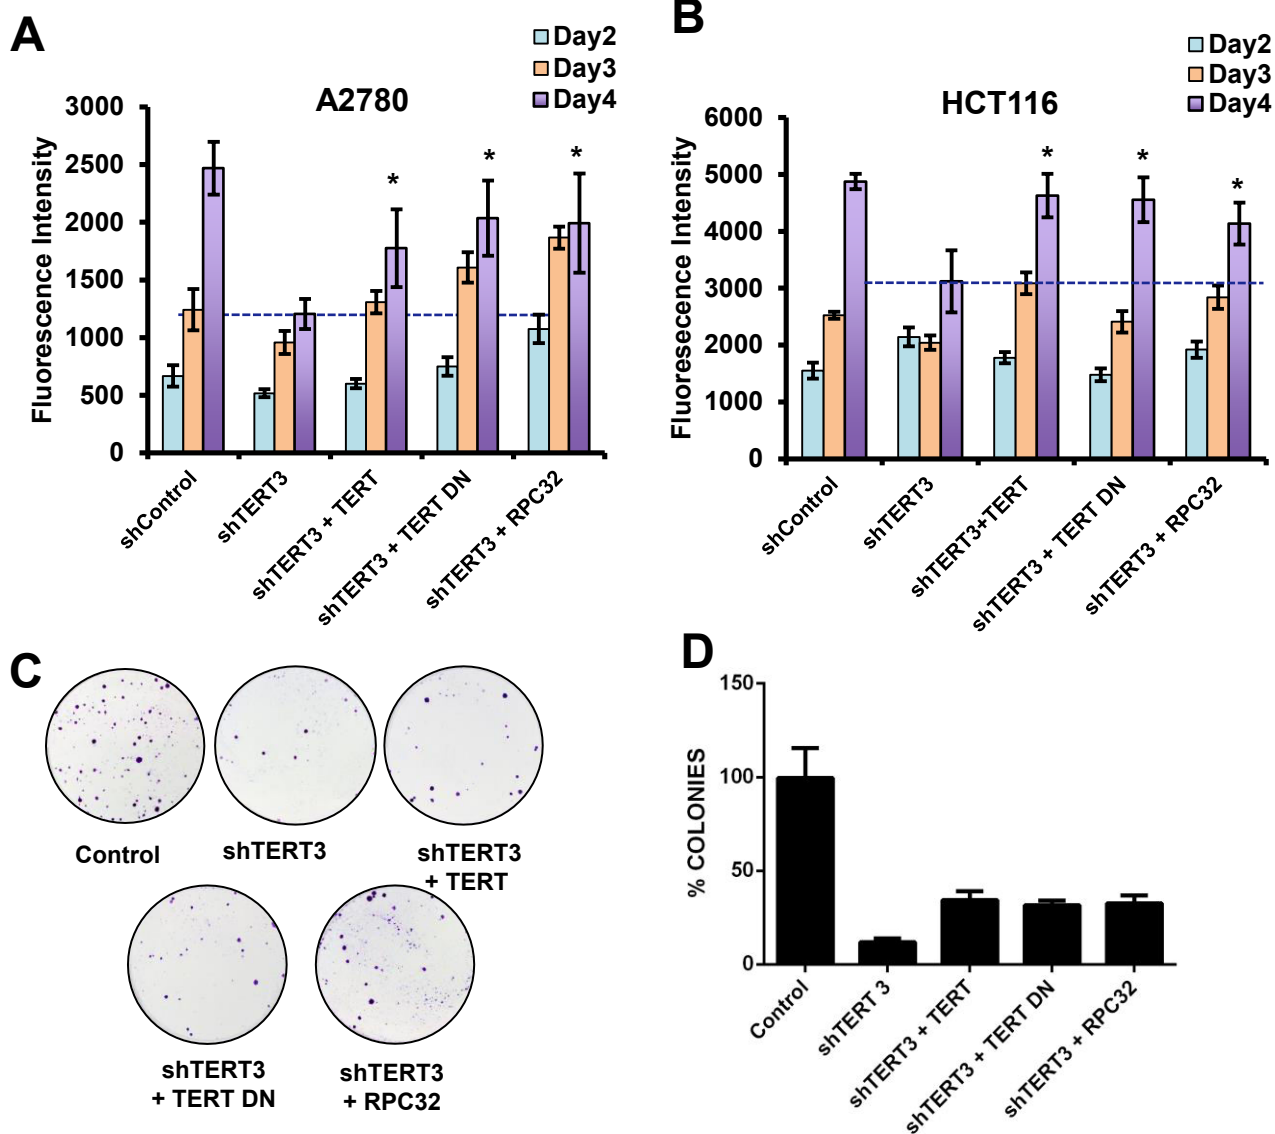 A
Day2
Day3
Day4
A2780
Fluorescence Intensity
3000
2500
2000
1500
1000
500
0
*
*
*
shControl
shTERT3
shTERT3 + TERT
shTERT3 + TERT DN
shTERT3 + RPC32
B
Day2
Day3
Day4
HCT116
Fluoresecence Intensity
6000
5000
4000
3000
2000
1000
0
*
*
*
shControl
shTERT3
shTERT3+TERT
shTERT3 + TERT DN
shTERT3 + RPC32
C
Control
shTERT3
shTERT3
+ TERT
shTERT3
+ TERT DN
shTERT3
+ RPC32
D
% COLONIES
150
100
50
0
Control
shTERT 3
shTERT3 + TERT
shTERT3 + TERT DN
shTERT3 + RPC32